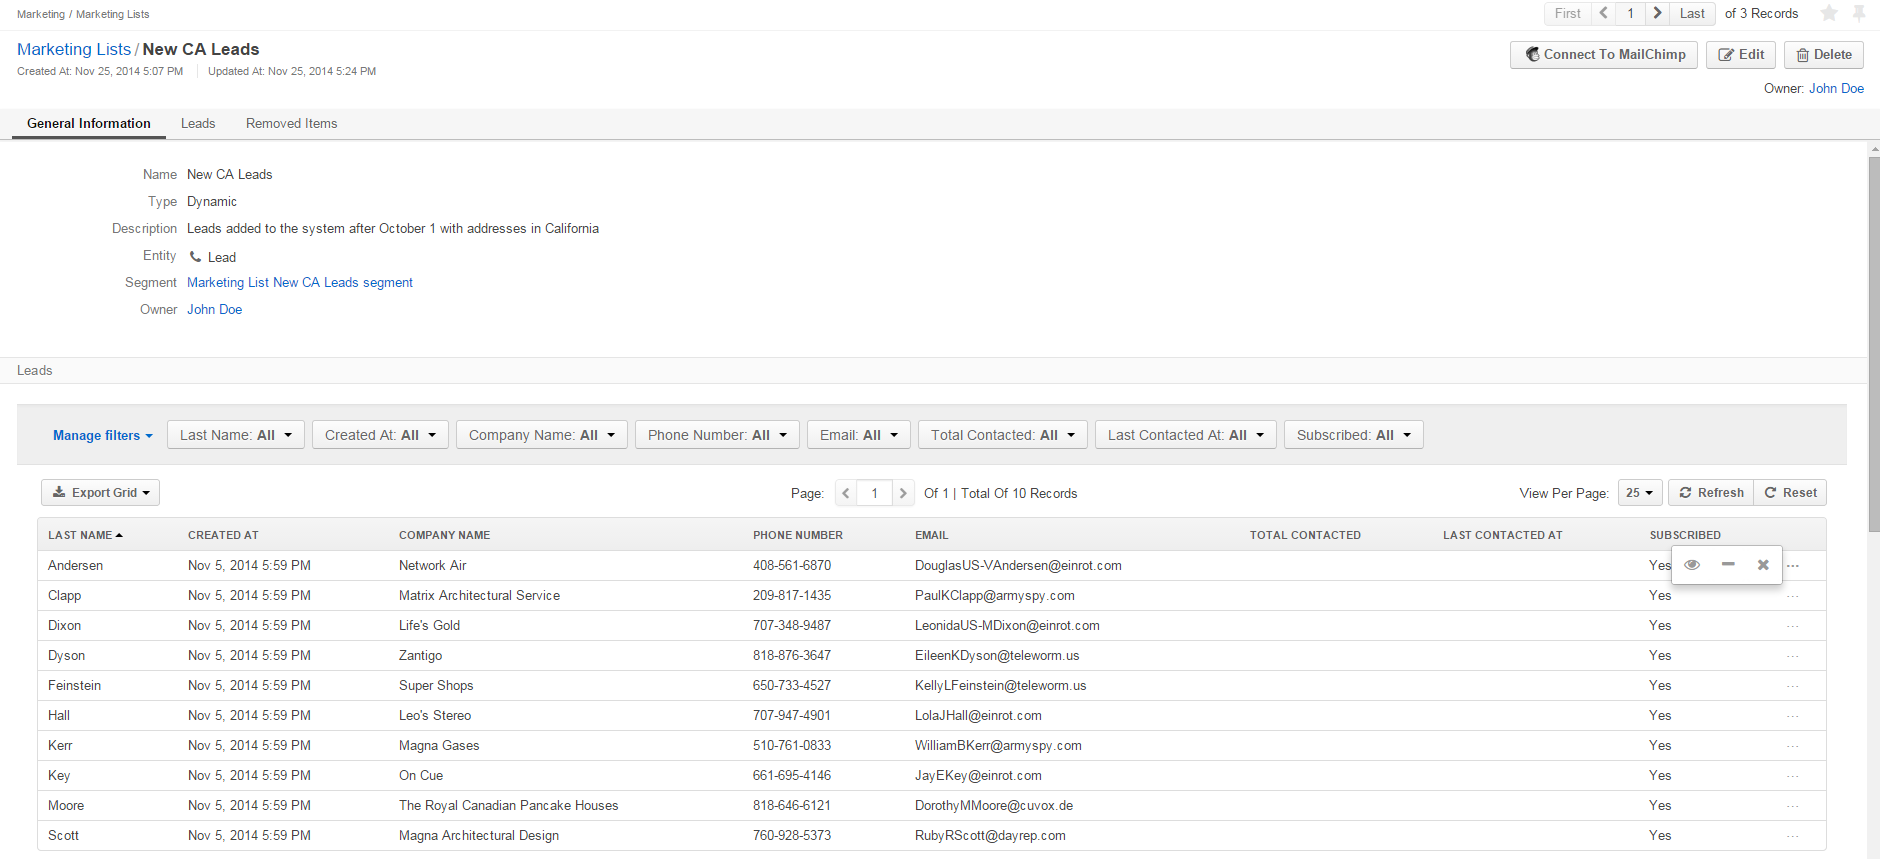 Marketing / Marketing Lists
First 1 Last of 3 Records
Marketing Lists / New CA Leads
Created At: Nov 25, 2014 5:07 PM Updated At: Nov 25, 2014 5:24 PM
Connect To MailChimp Edit Delete
Owner: John Doe
General Information Leads Removed Items
Name New CA Leads
Type Dynamic
Description Leads added to the system after October 1 with addresses in California
Entity Lead
Segment Marketing List New CA Leads segment
Owner John Doe
Leads
Manage filters Last Name: All Created At: All Company Name: All Phone Number: All Email: All Total Contacted: All Last Contacted At: All Subscribed: All
Export Grid Page: 1 Of 1 | Total Of 10 Records View Per Page: 25 Refresh Reset
LAST NAME CREATED AT COMPANY NAME PHONE NUMBER EMAIL TOTAL CONTACTED LAST CONTACTED AT SUBSCRIBED
Andersen Nov 5, 2014 5:59 PM Network Air 408-561-6870 DouglasUS-VAndersen@einrot.com Yes ...
Clapp Nov 5, 2014 5:59 PM Matrix Architectural Service 209-817-1435 PaulKClapp@armyspy.com Yes ...
Dixon Nov 5, 2014 5:59 PM Life's Gold 707-348-9487 LeonidaUS-MDixon@einrot.com Yes ...
Dyson Nov 5, 2014 5:59 PM Zantigo 818-876-3647 EileenKDyson@teleworm.us Yes ...
Feinstein Nov 5, 2014 5:59 PM Super Shops 650-733-4527 KellyLFeinstein@teleworm.us Yes ...
Hall Nov 5, 2014 5:59 PM Leo's Stereo 707-947-4901 LolaJHall@einrot.com Yes ...
Kerr Nov 5, 2014 5:59 PM Magna Gases 510-761-0833 WilliamBKerr@armyspy.com Yes ...
Key Nov 5, 2014 5:59 PM On Cue 661-695-4146 JayEKey@einrot.com Yes ...
Moore Nov 5, 2014 5:59 PM The Royal Canadian Pancake Houses 818-646-6121 DorothyMMoore@cuvox.de Yes ...
Scott Nov 5, 2014 5:59 PM Magna Architectural Design 760-928-5373 RubyRScott@dayrep.com Yes ...